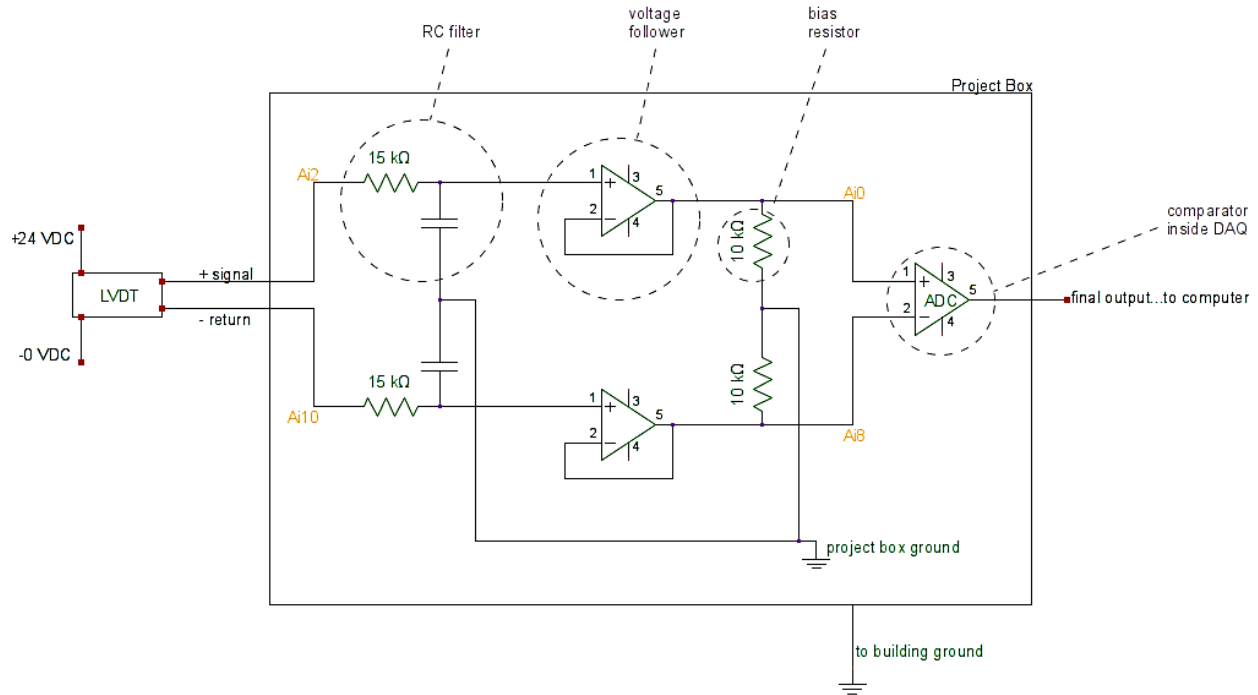 RC filter
voltage
follower
bias
resistor
Project Box
15 kΩ
Ai2
1
3
5
2
4
Ai0
10 kΩ
comparator
inside DAQ
+24 VDC
+ signal
LVDT
- return
-0 VDC
1
3
5
2
4
ADC
final output...to computer
15 kΩ
Ai10
1
3
5
2
4
10 kΩ
Ai8
project box ground
to building ground